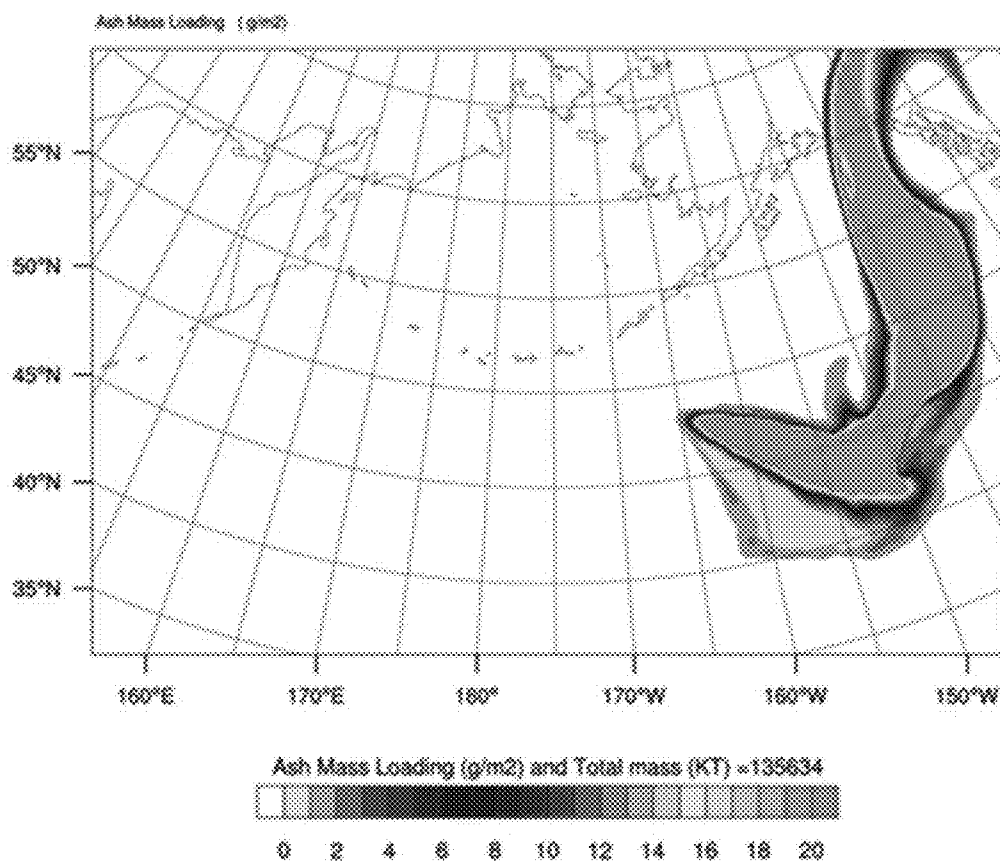 Ash Mass Loading ( g/m2)
55°N
50°N
45°N
40°N
35°N
160°E 170°E 180° 170°W 160°W 150°W
Ash Mass Loading (g/m2) and Total mass (KT) =135634
0 2 4 6 8 10 12 14 16 18 20